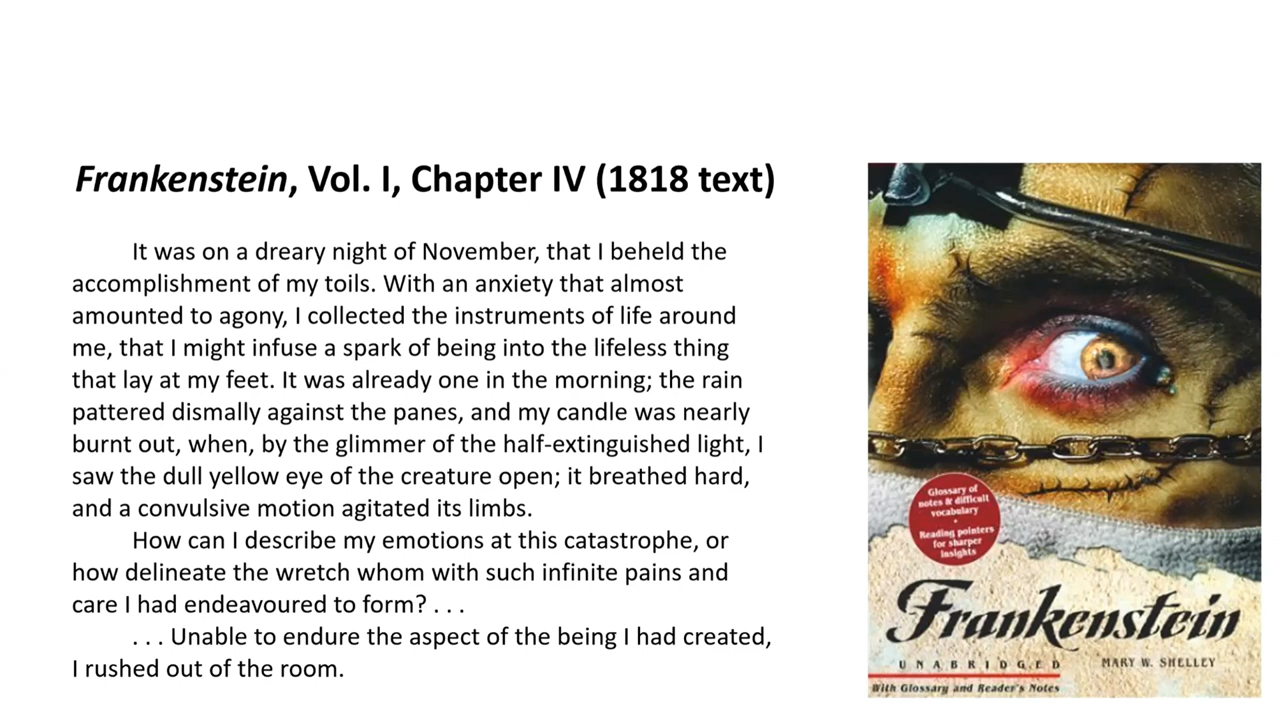 Frankenstein, Vol. I, Chapter IV (1818 text)
It was on a dreary night of November, that I beheld the
accomplishment of my toils. With an anxiety that almost
amounted to agony, I collected the instruments of life around
me, that I might infuse a spark of being into the lifeless thing
that lay at my feet. It was already one in the morning; the rain
pattered dismally against the panes, and my candle was nearly
burnt out, when, by the glimmer of the half-extinguished light, I
saw the dull yellow eye of the creature open; it breathed hard,
and a convulsive motion agitated its limbs.
How can I describe my emotions at this catastrophe, or
how delineate the wretch whom with such infinite pains and
care I had endeavoured to form? . . .
. . . Unable to endure the aspect of the being I had created,
I rushed out of the room.
Glossary of
notes & difficult
vocabulary
•
Reading pointers
for sharper
insights
Frankenstein
UNABRIDGED
MARY W. SHELLEY
With Glossary and Reader's Notes